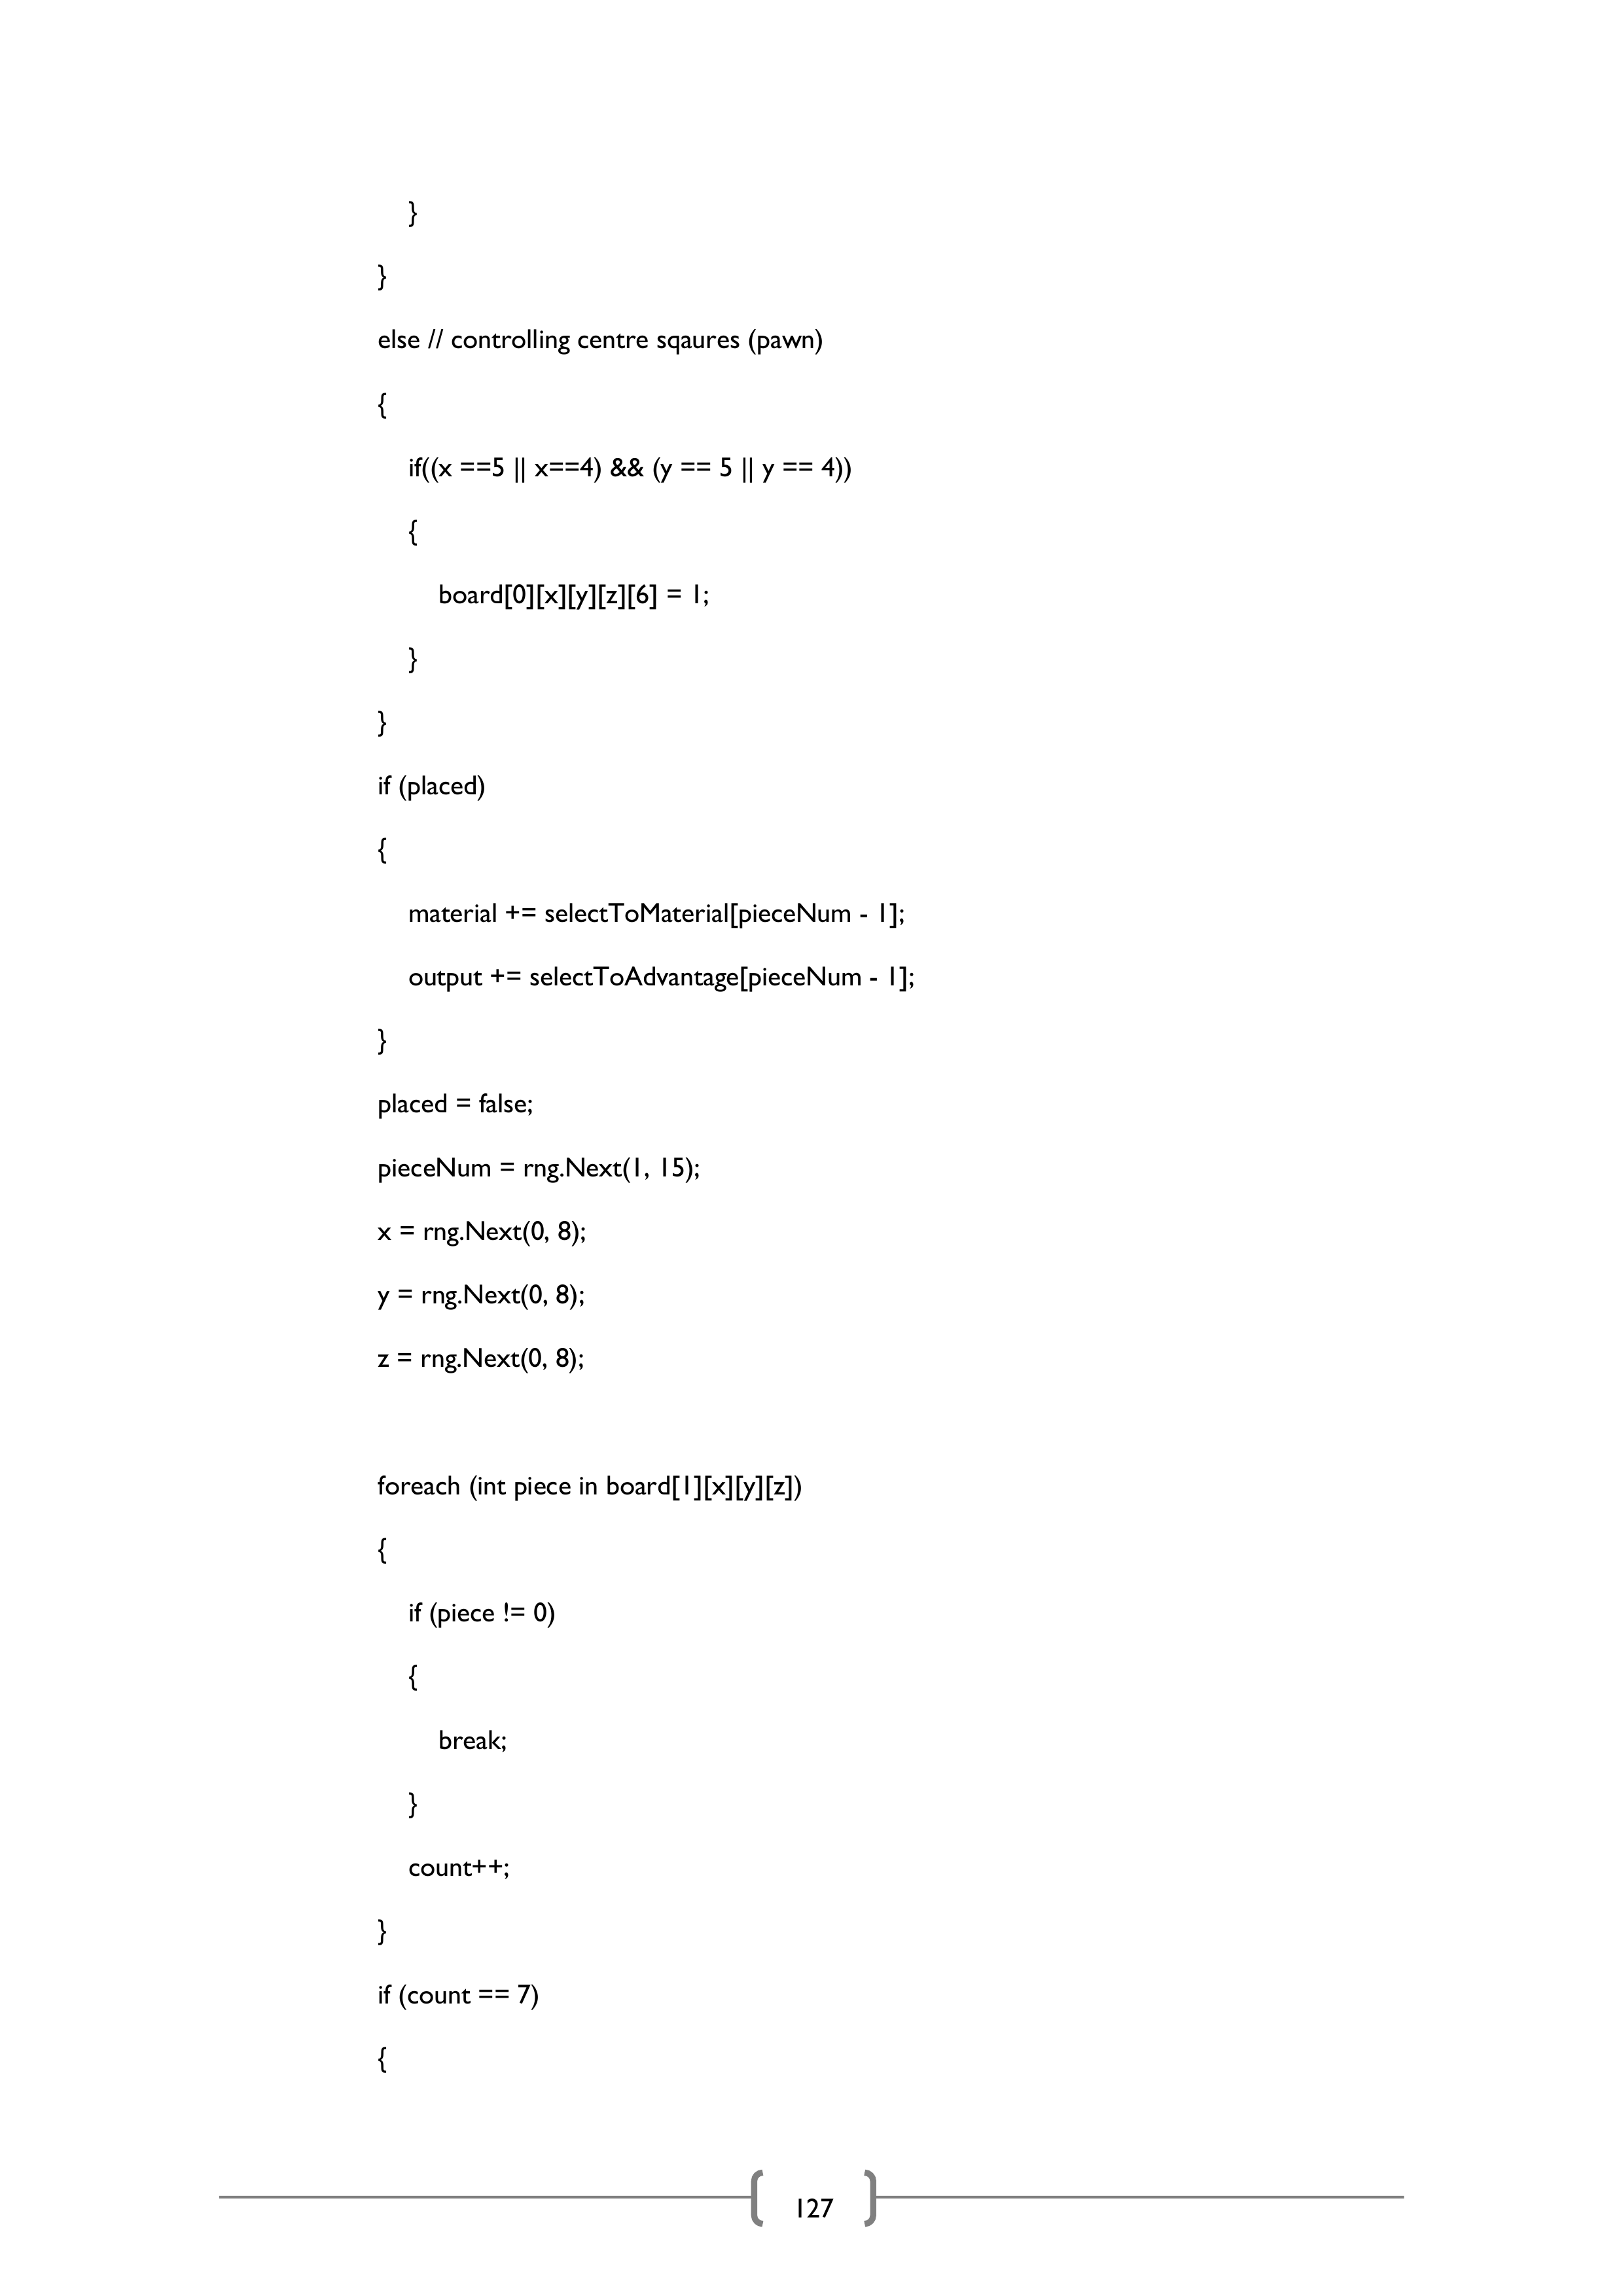 }
}
else // controlling centre sqaures (pawn)
{
if((x ==5 || x==4) && (y == 5 || y == 4))
{
board[0][x][y][z][6] = 1;
}
}
if (placed)
{
material += selectToMaterial[pieceNum - 1];
output += selectToAdvantage[pieceNum - 1];
}
placed = false;
pieceNum = rng.Next(1, 15);
x = rng.Next(0, 8);
y = rng.Next(0, 8);
z = rng.Next(0, 8);
foreach (int piece in board[1][x][y][z])
{
if (piece != 0)
{
break;
}
count++;
}
if (count == 7)
{
127